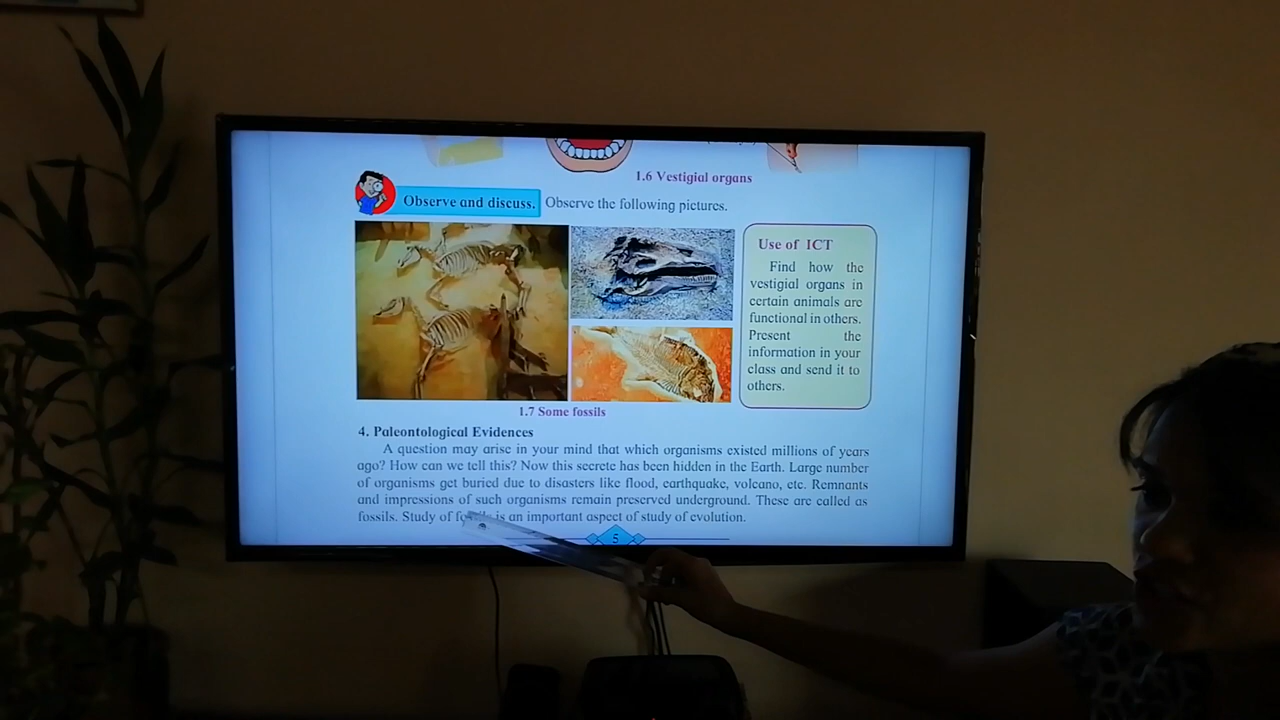 1.6 Vestigial organs
Observe and discuss. Observe the following pictures.
Use of ICT
Find how the
vestigial organs in
certain animals are
functional in others.
Present the
information in your
class and send it to
others.
1.7 Some fossils
4. Paleontological Evidences
A question may arise in your mind that which organisms existed millions of years
ago? How can we tell this? Now this secrete has been hidden in the Earth. Large number
of organisms get buried due to disasters like flood, earthquake, volcano, etc. Remnants
and impressions of such organisms remain preserved underground. These are called as
fossils. Study of is an important aspect of study of evolution.
5